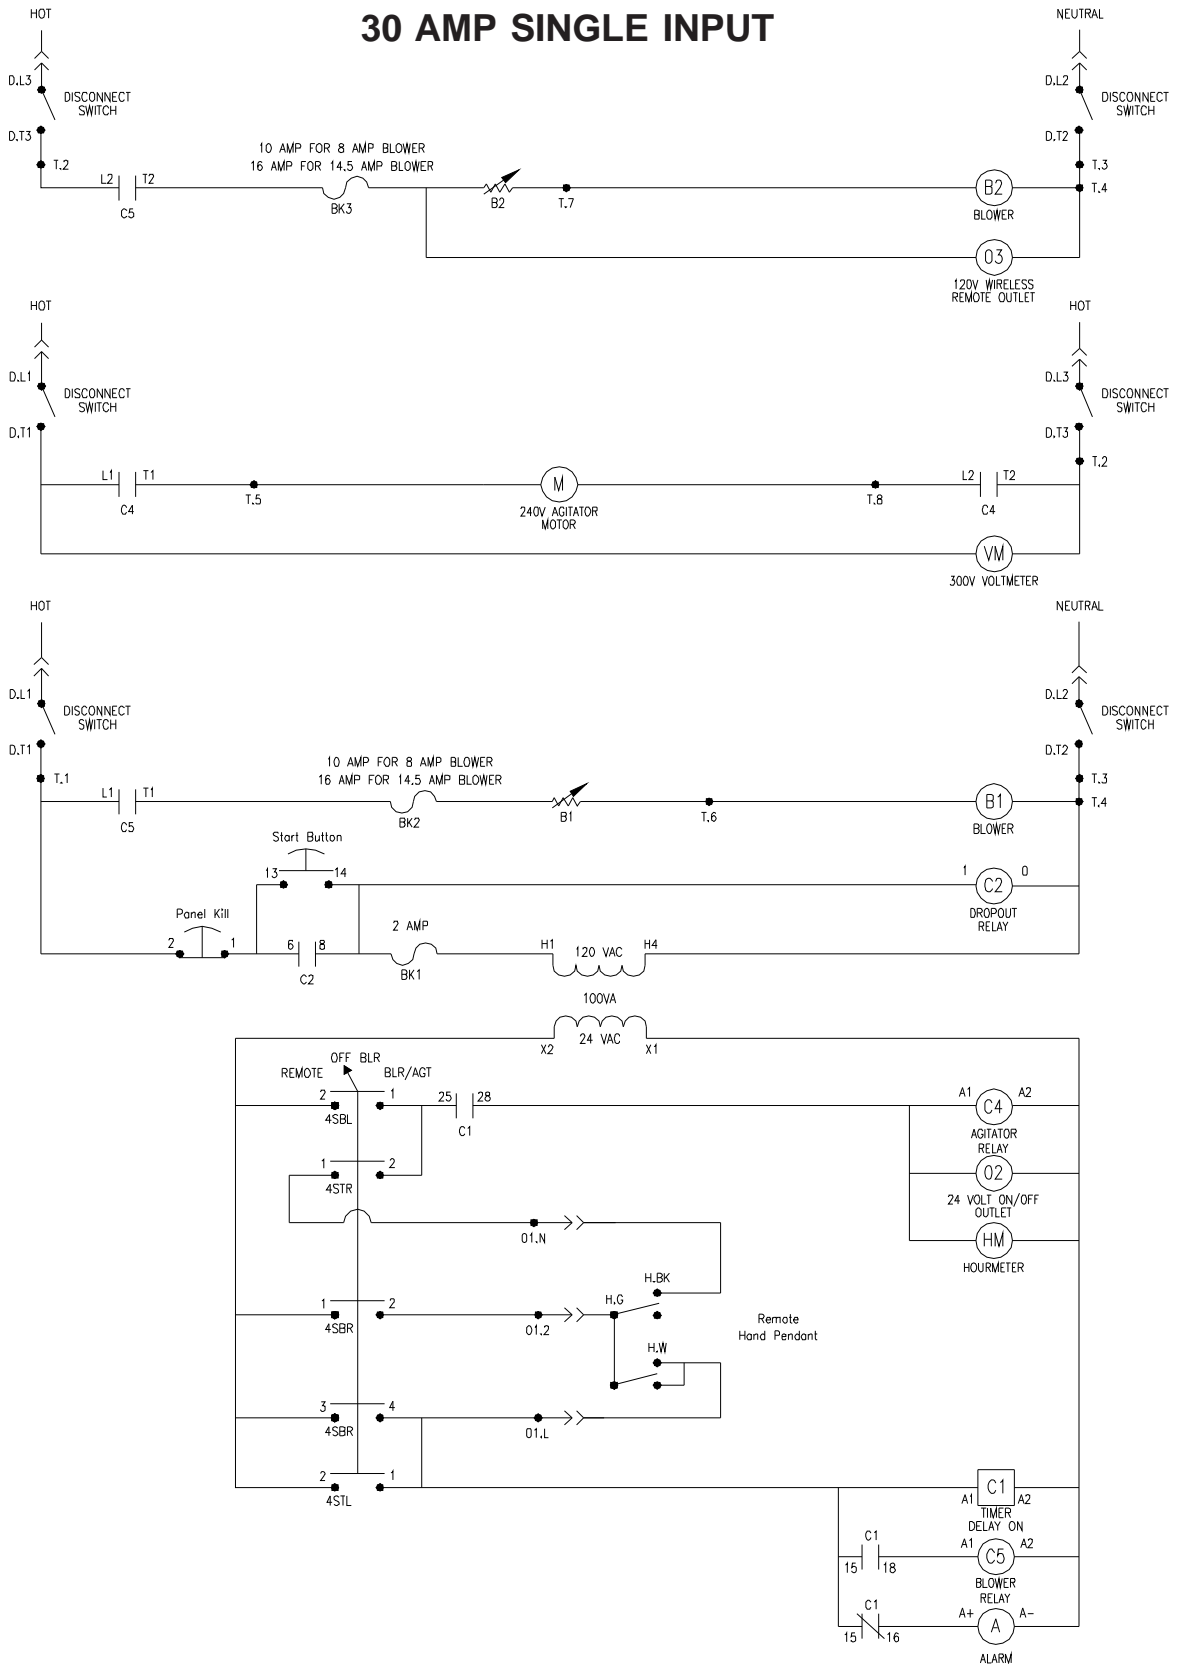 30 AMP SINGLE INPUT
HOT
NEUTRAL
D.L3
DISCONNECT
SWITCH
D.T3
T.2
D.L2
DISCONNECT
SWITCH
D.T2
T.3
T.4
10 AMP FOR 8 AMP BLOWER
16 AMP FOR 14.5 AMP BLOWER
L2
T2
C5
BK3
B2
T.7
B2
BLOWER
03
120V WIRELESS
REMOTE OUTLET
HOT
HOT
D.L1
DISCONNECT
SWITCH
D.T1
D.L3
DISCONNECT
SWITCH
D.T3
T.2
L1
T1
C4
T.5
M
240V AGITATOR
MOTOR
T.8
L2
T2
C4
VM
300V VOLTMETER
HOT
NEUTRAL
D.L1
DISCONNECT
SWITCH
D.T1
T.1
D.L2
DISCONNECT
SWITCH
D.T2
T.3
T.4
10 AMP FOR 8 AMP BLOWER
16 AMP FOR 14.5 AMP BLOWER
L1
T1
C5
BK2
B1
T.6
B1
BLOWER
Start Button
13
14
1
C2
0
DROPOUT
RELAY
Panel Kill
2
1
6
8
C2
2 AMP
BK1
H1
120 VAC
H4
100VA
X2
24 VAC
X1
OFF BLR
REMOTE
BLR/AGT
2
1
4SBL
25
28
C1
A1
C4
A2
AGITATOR
RELAY
1
2
4STR
02
24 VOLT ON/OFF
OUTLET
01.N
HM
HOURMETER
H.BK
1
2
4SBR
01.2
H.G
Remote
Hand Pendant
H.W
3
4
4SBR
01.L
2
1
4STL
C1
A1
A2
TIMER
DELAY ON
C1
15
18
A1
C5
A2
BLOWER
RELAY
C1
15
16
A+
A
A-
ALARM